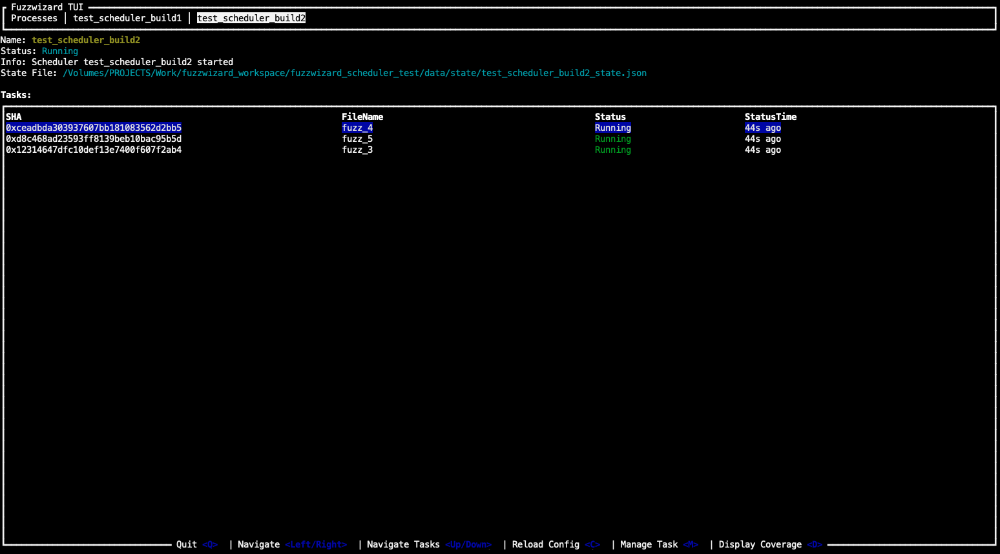 Fuzzwizard TUI
Processes | test_scheduler_build1 | test_scheduler_build2
Name: test_scheduler_build2
Status: Running
Info: Scheduler test_scheduler_build2 started
State File: /Volumes/PROJECTS/Work/fuzzwizard_workspace/fuzzwizard_scheduler_test/data/state/test_scheduler_build2_state.json
Tasks:
SHA FileName Status StatusTime
0xceadbda303937607bb181083562d2bb5 fuzz_4 Running 44s ago
0xd8c468ad23593ff8139beb10bac95b5d fuzz_5 Running 44s ago
0x12314647dfc10def13e7400f607f2ab4 fuzz_3 Running 44s ago
Quit <Q> | Navigate <Left/Right> | Navigate Tasks <Up/Down> | Reload Config <C> | Manage Task <M> | Display Coverage <D>